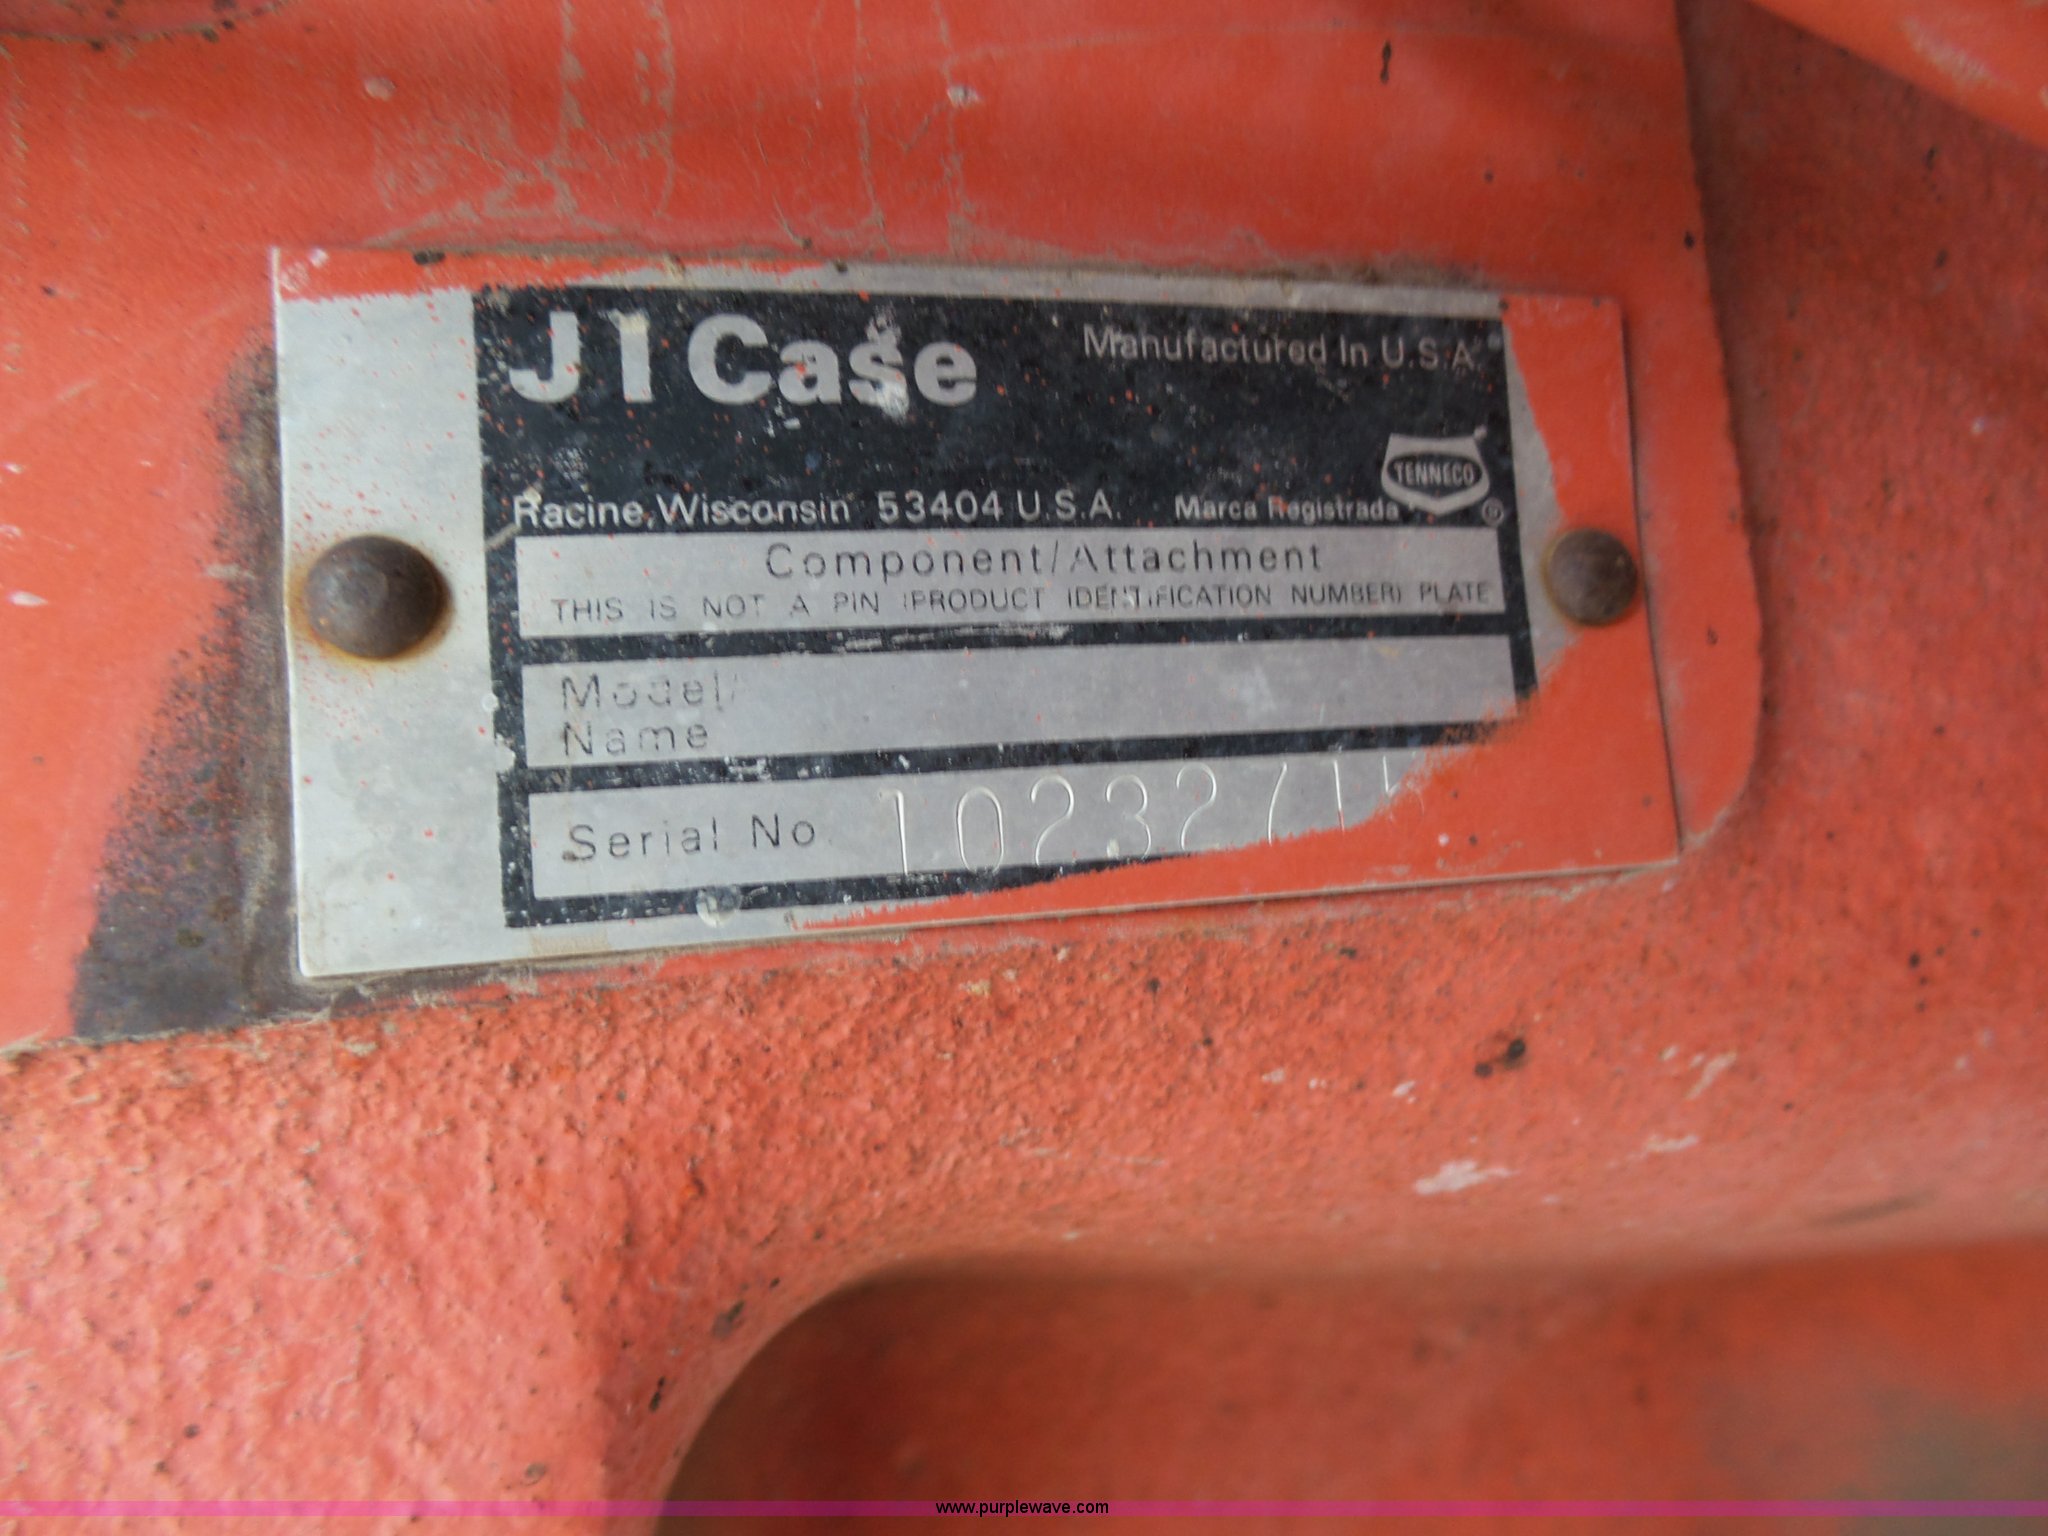 J I Case
Manufactured In U.S.A.
TENNECO
Racine, Wisconsin 53404 U.S.A.
Marca Registrada
Component/Attachment
THIS IS NOT A PIN (PRODUCT IDENTIFICATION NUMBER) PLATE
Model/
Name
Serial No.
www.purplewave.com